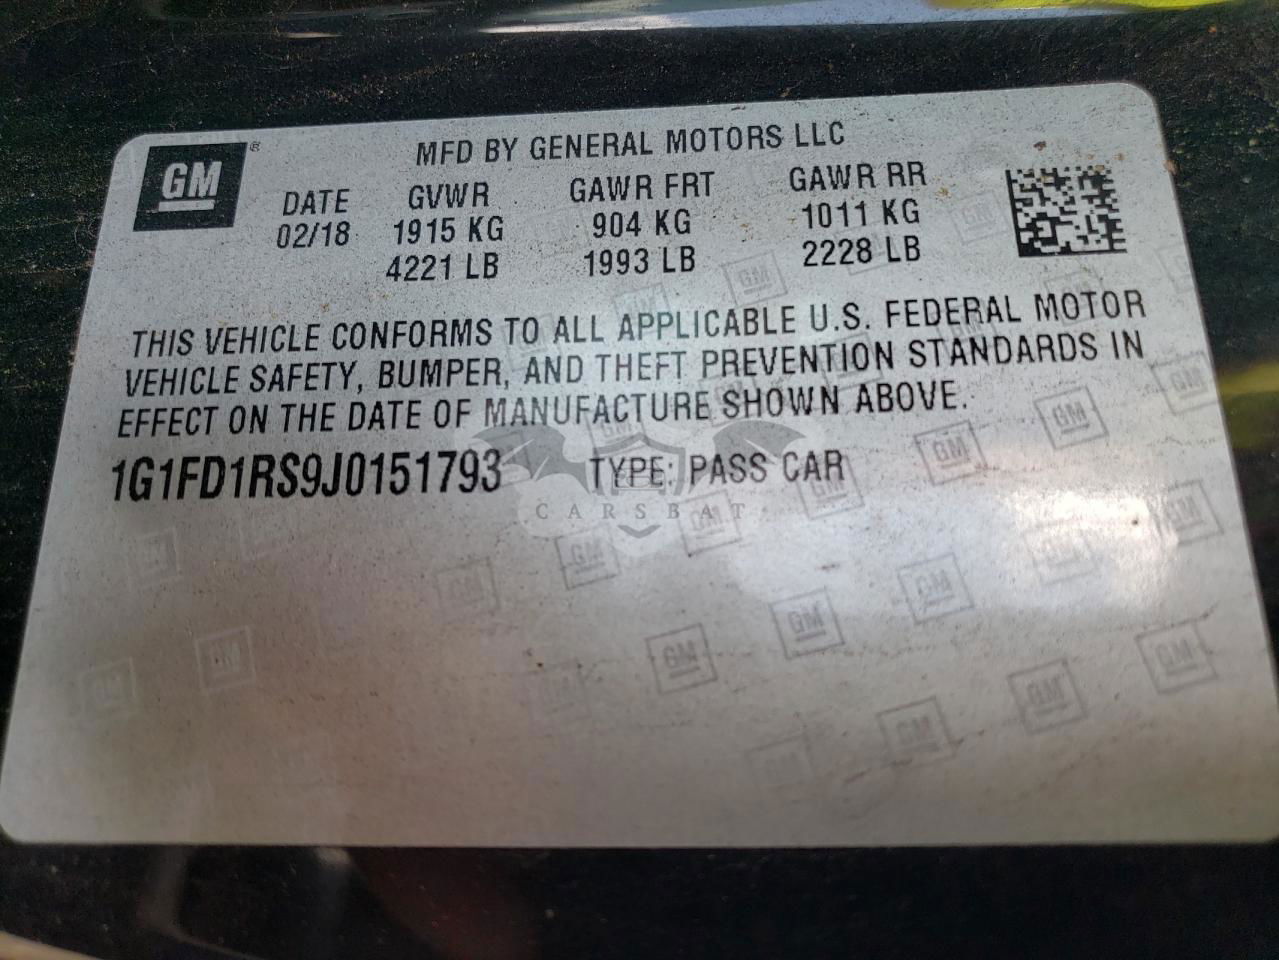 GM ®
MFD BY GENERAL MOTORS LLC
DATE GVWR GAWR FRT GAWR RR
02/18 1915 KG 904 KG 1011 KG
4221 LB 1993 LB 2228 LB
THIS VEHICLE CONFORMS TO ALL APPLICABLE U.S. FEDERAL MOTOR
VEHICLE SAFETY, BUMPER, AND THEFT PREVENTION STANDARDS IN
EFFECT ON THE DATE OF MANUFACTURE SHOWN ABOVE.
1G1FD1RS9J0151793 TYPE: PASS CAR
CARSBAT